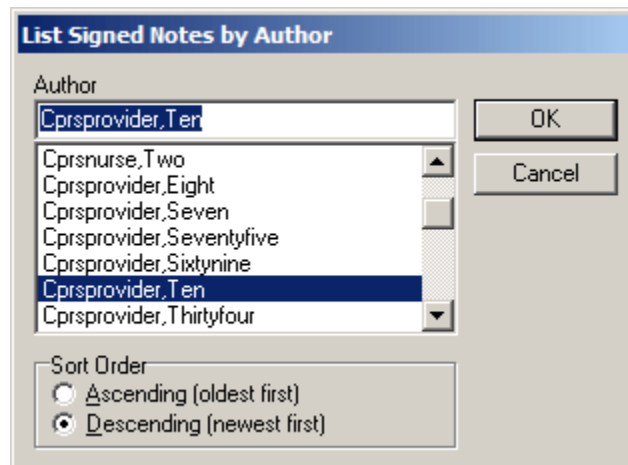 List Signed Notes by Author
Author
Cprsprovider,Ten
OK
Cprsnurse,Two
Cprsprovider,Eight
Cancel
Cprsprovider,Seven
Cprsprovider,Seventyfive
Cprsprovider,Sixtynine
Cprsprovider,Ten
Cprsprovider,Thirtyfour
Sort Order
Ascending (oldest first)
Descending (newest first)